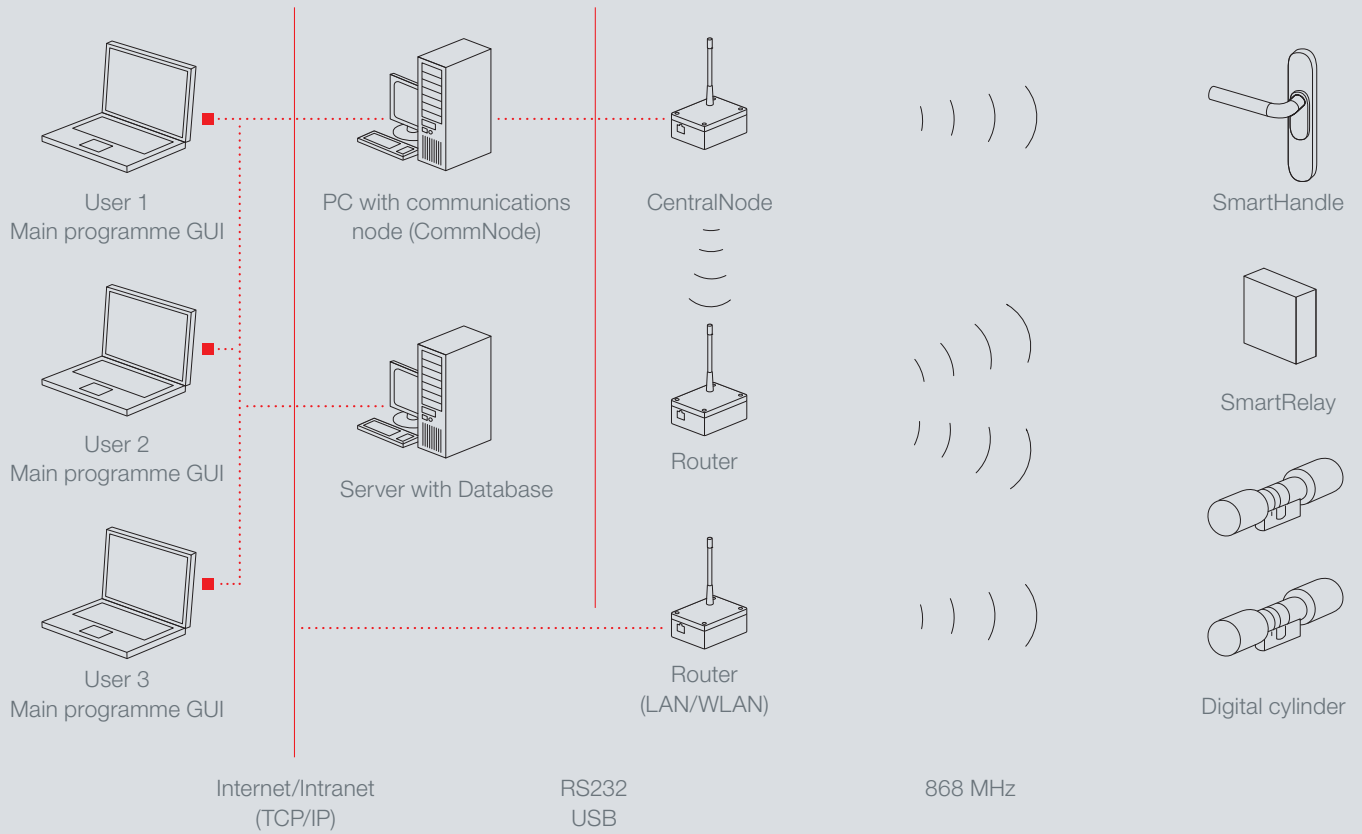 User 1
Main programme GUI
PC with communications
node (CommNode)
CentralNode
SmartHandle
User 2
Main programme GUI
Server with Database
Router
SmartRelay
User 3
Main programme GUI
Router
(LAN/WLAN)
Digital cylinder
Internet/Intranet
(TCP/IP)
RS232
USB
868 MHz